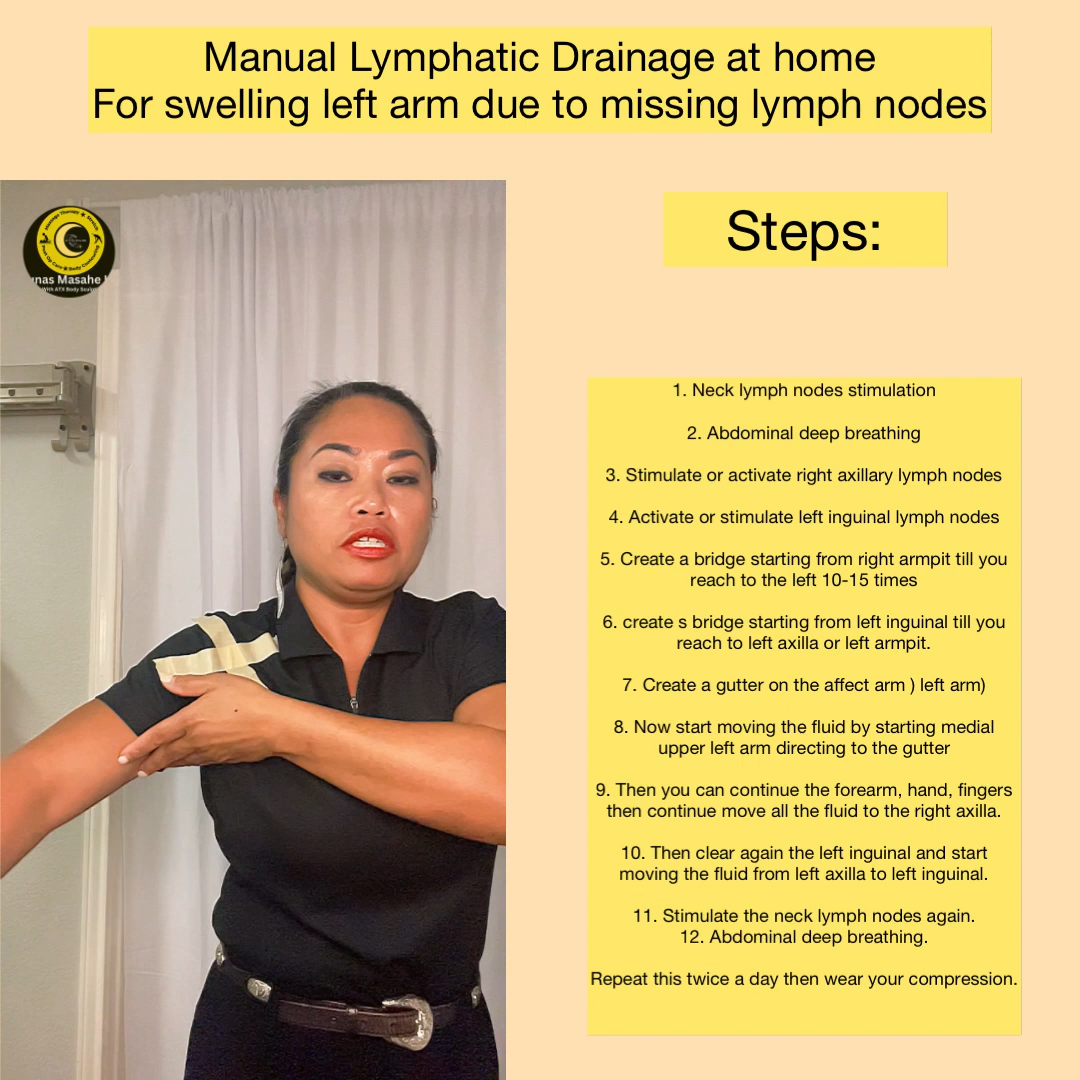 Manual Lymphatic Drainage at home
For swelling left arm due to missing lymph nodes
Massage Therapy
nas Masahe
With ATX Body Sculpt
Steps:
1. Neck lymph nodes stimulation
2. Abdominal deep breathing
3. Stimulate or activate right axillary lymph nodes
4. Activate or stimulate left inguinal lymph nodes
5. Create a bridge starting from right armpit till you
reach to the left 10-15 times
6. create s bridge starting from left inguinal till you
reach to left axilla or left armpit.
7. Create a gutter on the affect arm ) left arm)
8. Now start moving the fluid by starting medial
upper left arm directing to the gutter
9. Then you can continue the forearm, hand, fingers
then continue move all the fluid to the right axilla.
10. Then clear again the left inguinal and start
moving the fluid from left axilla to left inguinal.
11. Stimulate the neck lymph nodes again.
12. Abdominal deep breathing.
Repeat this twice a day then wear your compression.